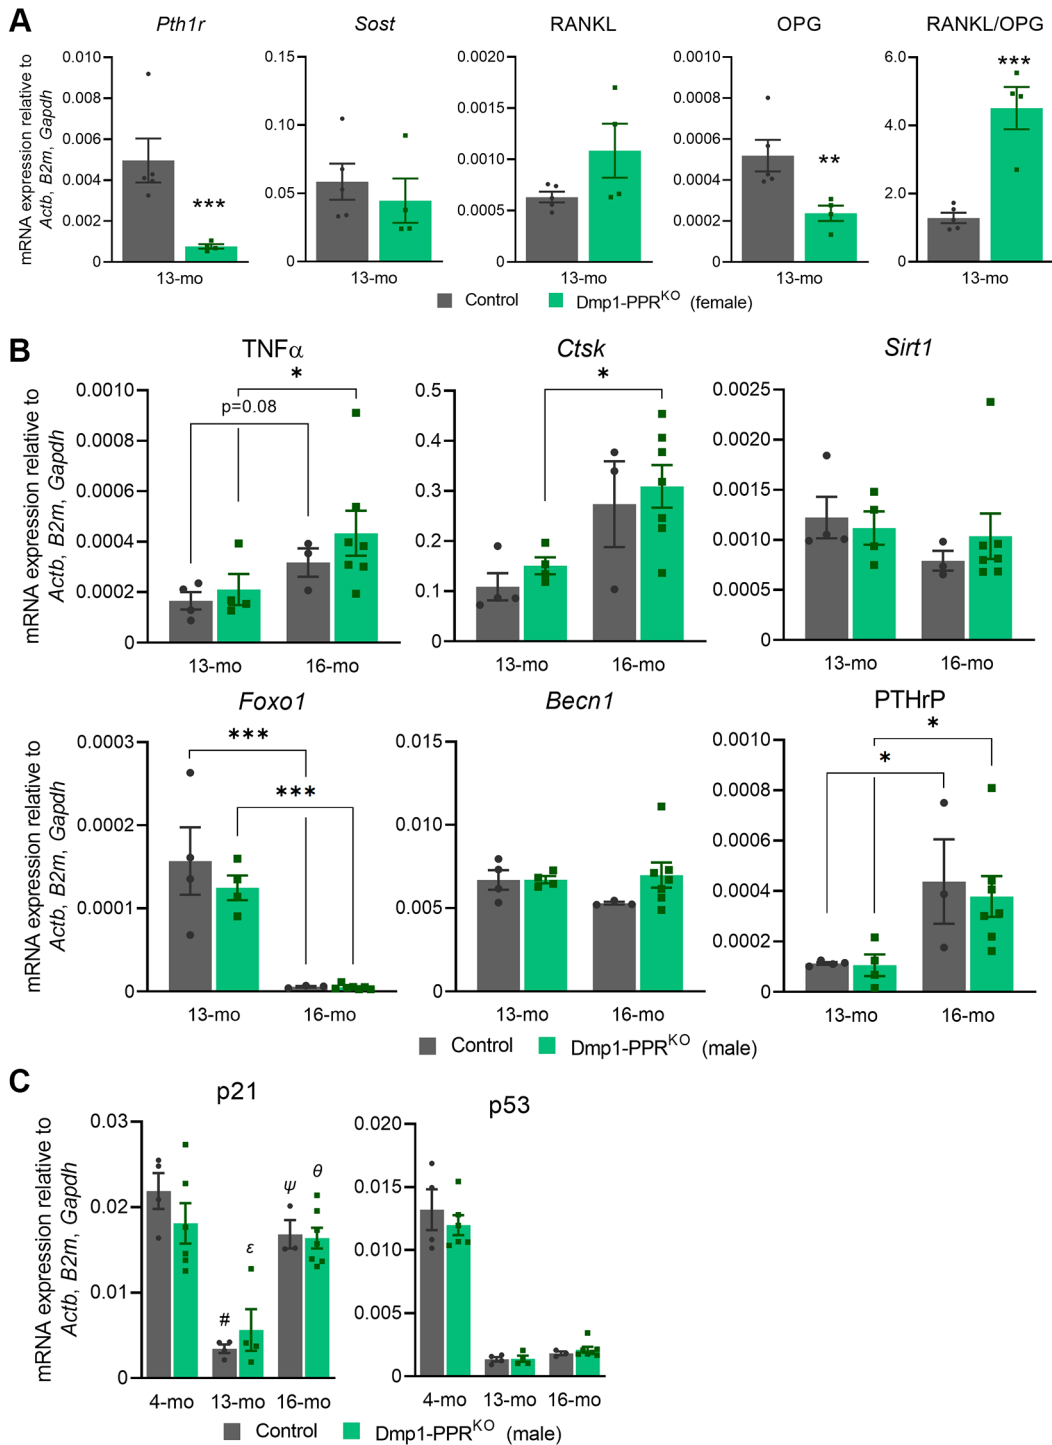 A
Pth1r
Sost
RANKL
OPG
RANKL/OPG
mRNA expression relative to
Actb, B2m, Gapdh
0.010
0.008
0.006
0.004
0.002
0
***
13-mo
0.15
0.10
0.05
0
13-mo
0.0020
0.0015
0.0010
0.0005
0
13-mo
0.0010
0.0008
0.0006
0.0004
0.0002
0
**
13-mo
6.0
4.0
2.0
0
***
13-mo
Control
Dmp1-PPRKO (female)
B
TNFα
mRNA expression relative to
Actb, B2m, Gapdh
0.0010
0.0008
0.0006
0.0004
0.0002
0
*
p=0.08
13-mo
16-mo
Ctsk
0.5
0.4
0.3
0.2
0.1
0
*
13-mo
16-mo
Sirt1
0.0025
0.0020
0.0015
0.0010
0.0005
0
13-mo
16-mo
Foxo1
mRNA expression relative to
Actb, B2m, Gapdh
0.0003
0.0002
0.0001
0
***
***
13-mo
16-mo
Becn1
0.015
0.010
0.005
0
13-mo
16-mo
PTHrP
0.0010
0.0008
0.0006
0.0004
0.0002
0
*
*
13-mo
16-mo
Control
Dmp1-PPRKO (male)
C
p21
mRNA expression relative to
Actb, B2m, Gapdh
0.03
0.02
0.01
0
#
ε
ψ
θ
4-mo
13-mo
16-mo
p53
0.020
0.015
0.010
0.005
0
4-mo
13-mo
16-mo
Control
Dmp1-PPRKO (male)